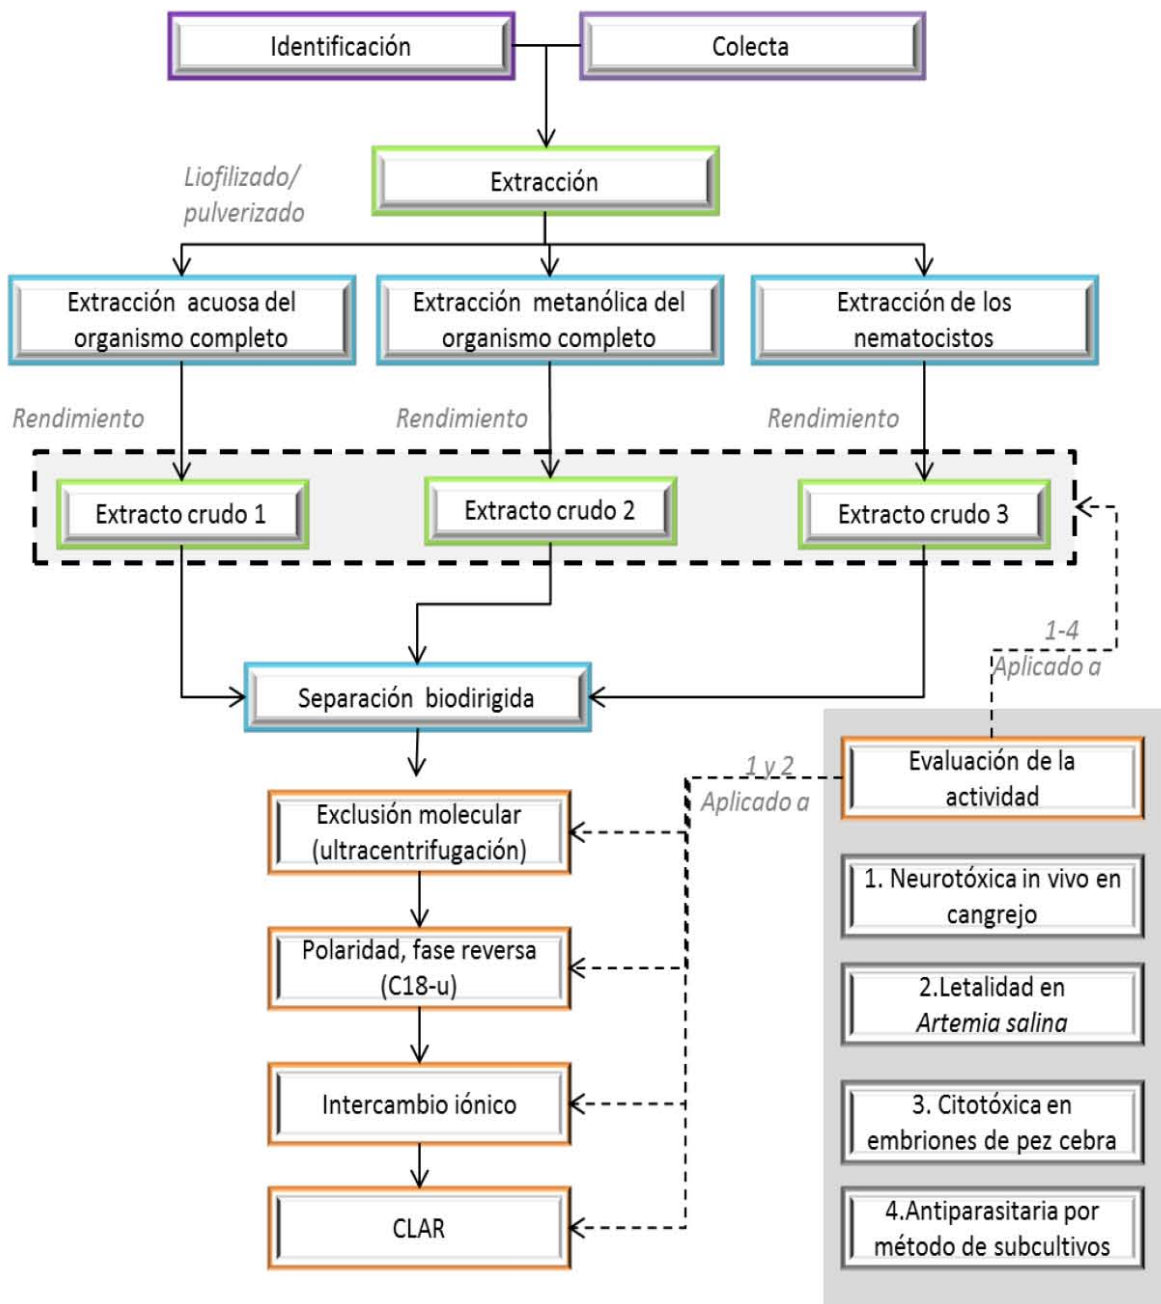 Identificación
Colecta
Extracción
Liofilizado/
pulverizado
Extracción acuosa del
organismo completo
Extracción metanólica del
organismo completo
Extracción de los
nematocistos
Rendimiento
Rendimiento
Rendimiento
Extracto crudo 1
Extracto crudo 2
Extracto crudo 3
1-4
Aplicado a
Separación biodirigida
1 y 2
Aplicado a
Exclusión molecular
(ultracentrifugación)
Polaridad, fase reversa
(C18-u)
Intercambio iónico
CLAR
Evaluación de la
actividad
1. Neurotóxica in vivo en
cangrejo
2.Letalidad en
Artemia salina
3. Citotóxica en
embriones de pez cebra
4.Antiparasitaria por
método de subcultivos